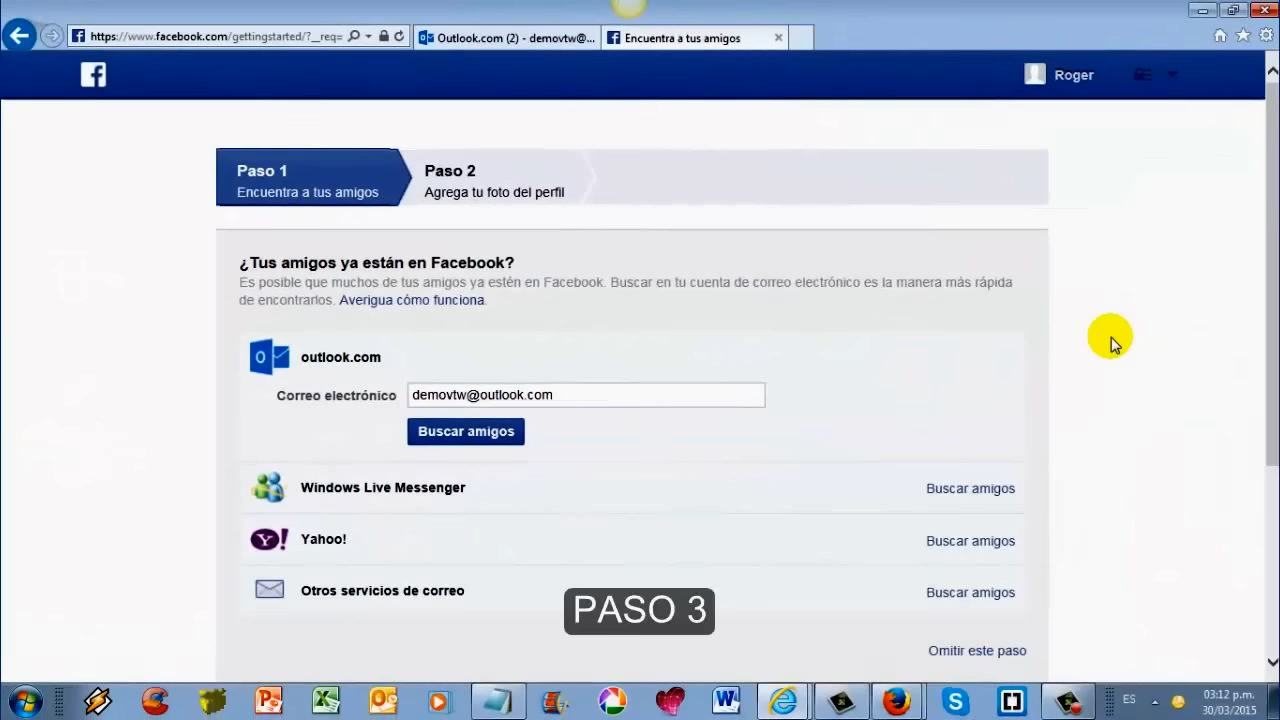 https://www.facebook.com/gettingstarted/?__req=
Outlook.com (2) - demovtw@...
Encuentra a tus amigos
Roger
Paso 1
Encuentra a tus amigos
Paso 2
Agrega tu foto del perfil
¿Tus amigos ya están en Facebook?
Es posible que muchos de tus amigos ya estén en Facebook. Buscar en tu cuenta de correo electrónico es la manera más rápida
de encontrarlos. Averigua cómo funciona.
outlook.com
Correo electrónico
demovtw@outlook.com
Buscar amigos
Windows Live Messenger
Buscar amigos
Yahoo!
Buscar amigos
Otros servicios de correo
Buscar amigos
PASO 3
Omitir este paso
ES
03:12 p.m.
30/03/2015